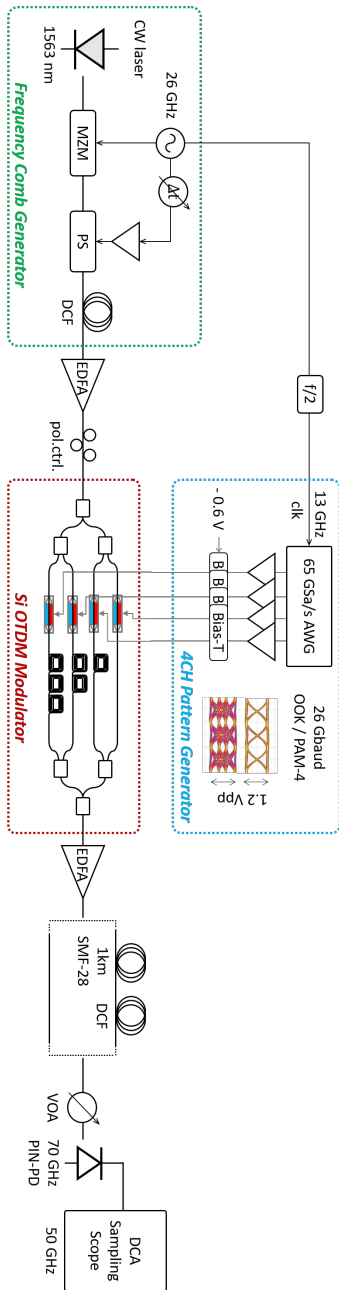 CW laser
1563 nm
26 GHz
Δt
MZM
PS
DCF
Frequency Comb Generator
f/2
13 GHz
clk
65 GSa/s AWG
- 0.6 V
B
B
B
Bias-T
26 Gbaud
OOK / PAM-4
1.2 Vpp
4CH Pattern Generator
EDFA
pol.ctrl.
Si OTDM Modulator
EDFA
1km
SMF-28
DCF
VOA
70 GHz
PIN-PD
DCA
Sampling
Scope
50 GHz